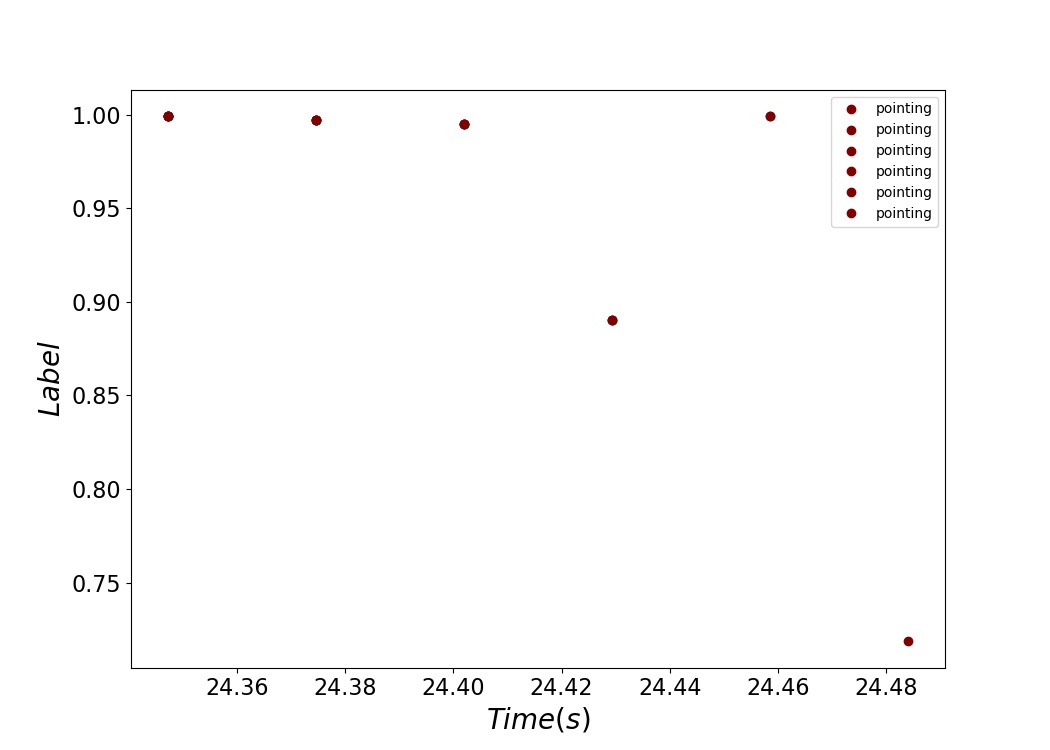 1.00
0.95
0.90
0.85
0.80
0.75
Label
pointing
pointing
pointing
pointing
pointing
pointing
24.36 24.38 24.40 24.42 24.44 24.46 24.48
Time(s)